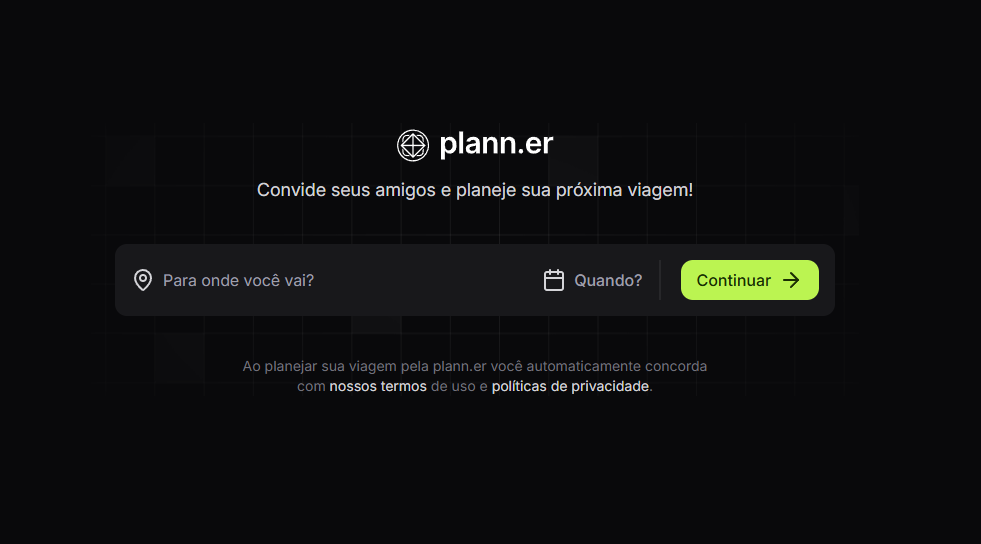 plann.er
Convide seus amigos e planeje sua próxima viagem!
Para onde você vai? Quando? Continuar
Ao planejar sua viagem pela plann.er você automaticamente concorda
com nossos termos de uso e políticas de privacidade.